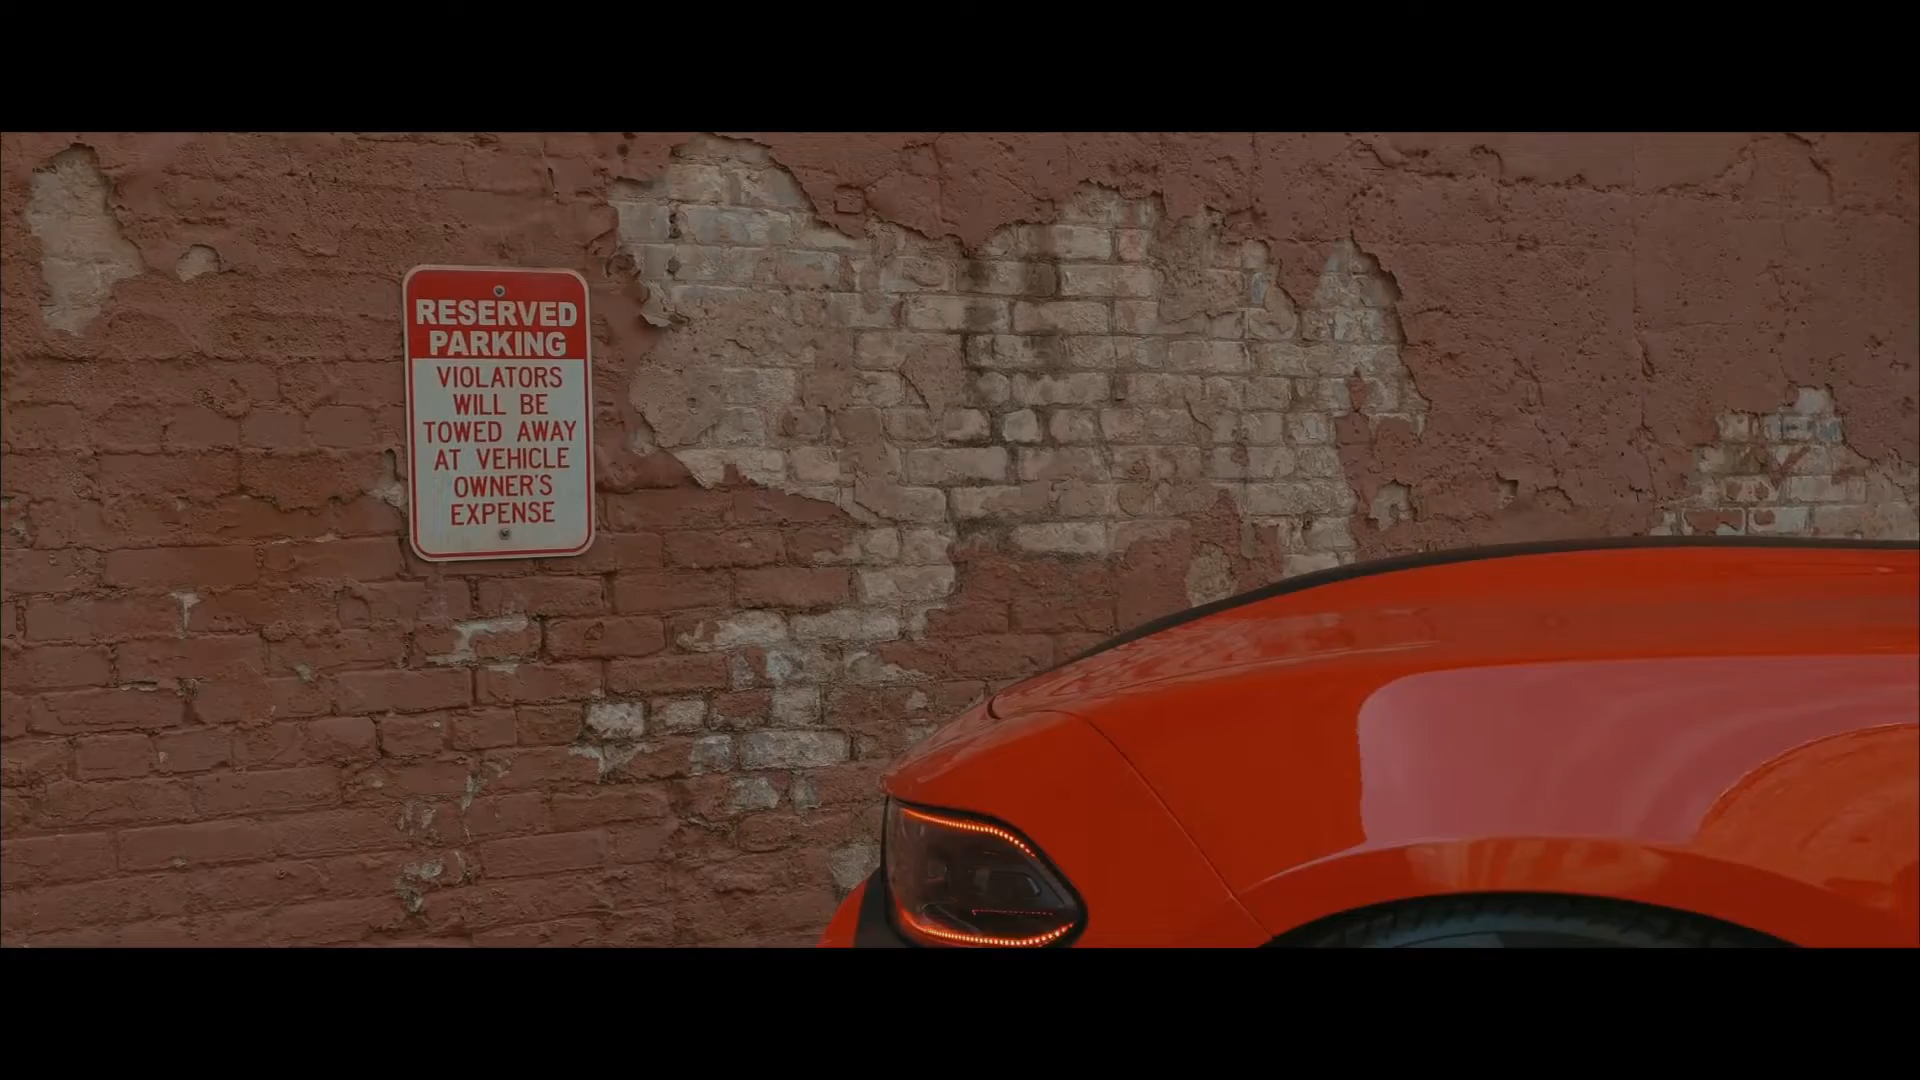 RESERVED
PARKING
VIOLATORS
WILL BE
TOWED AWAY
AT VEHICLE
OWNER'S
EXPENSE